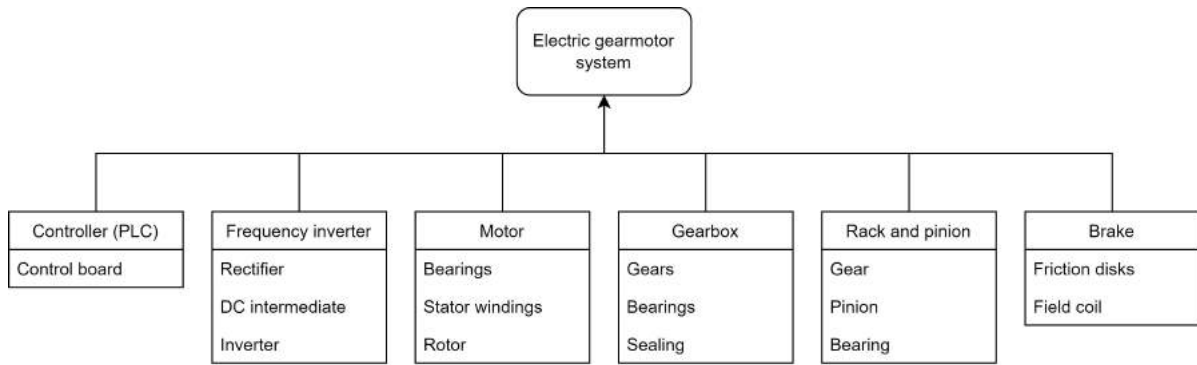 Electric gearmotor
system
Controller (PLC)
Control board
Frequency inverter
Rectifier
DC intermediate
Inverter
Motor
Bearings
Stator windings
Rotor
Gearbox
Gears
Bearings
Sealing
Rack and pinion
Gear
Pinion
Bearing
Brake
Friction disks
Field coil